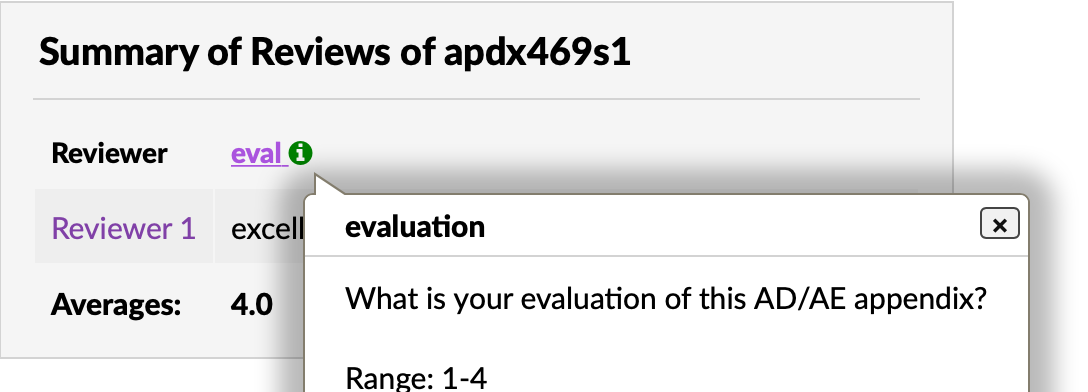 Summary of Reviews of apdx469s1
Reviewer eval i
Reviewer 1 excell
Averages: 4.0
evaluation ×
What is your evaluation of this AD/AE appendix?
Range: 1-4